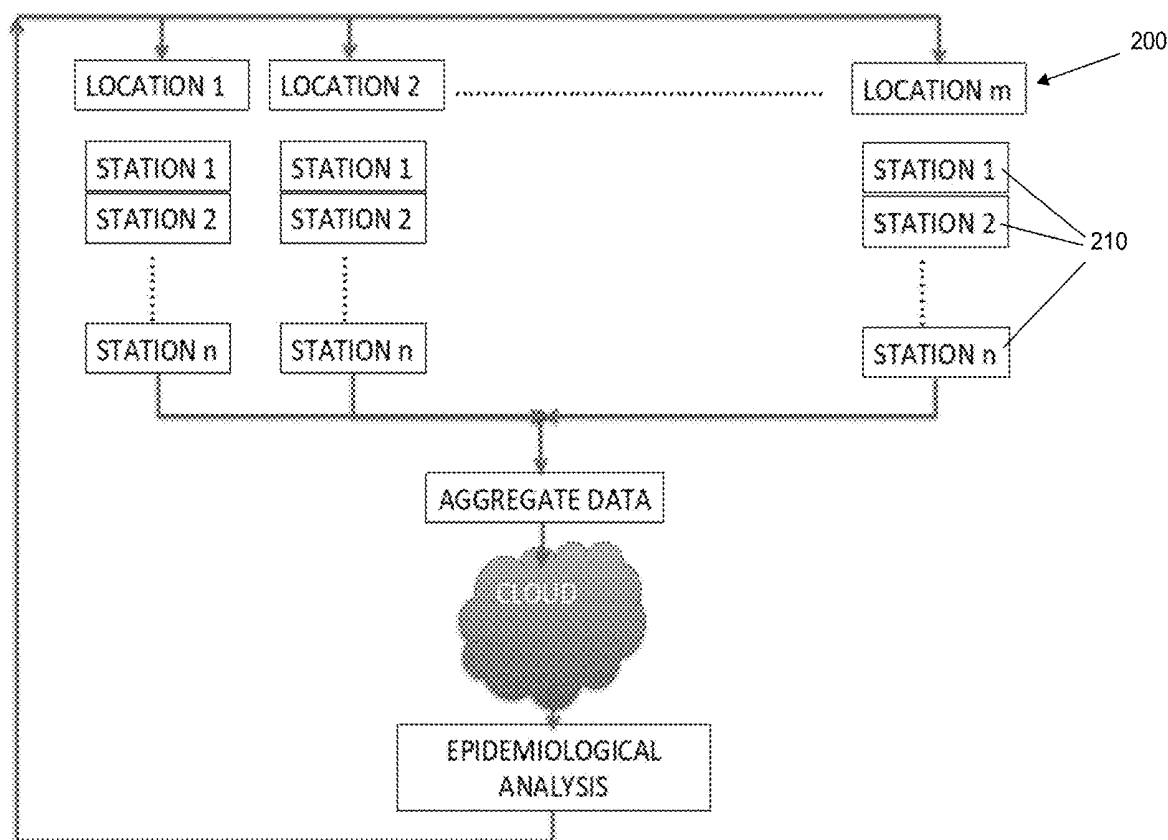 200
LOCATION 1
LOCATION 2
LOCATION m
STATION 1
STATION 1
STATION 1
STATION 2
STATION 2
STATION 2
210
STATION n
STATION n
STATION n
AGGREGATE DATA
CLOUD
EPIDEMIOLOGICAL
ANALYSIS